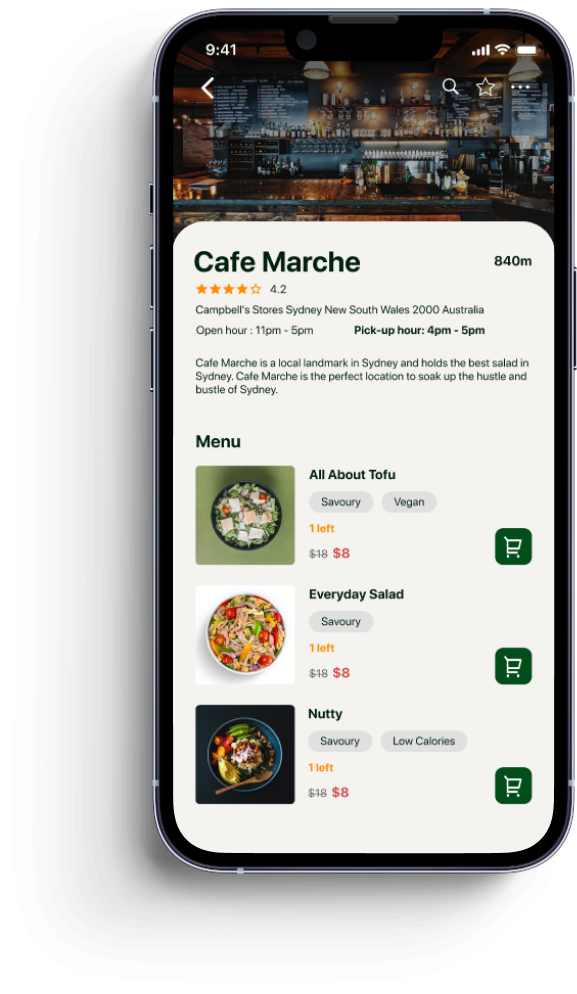 9:41
Cafe Marche
840m
4.2
Campbell's Stores Sydney New South Wales 2000 Australia
Open hour : 11pm - 5pm
Pick-up hour: 4pm - 5pm
Cafe Marche is a local landmark in Sydney and holds the best salad in
Sydney. Cafe Marche is the perfect location to soak up the hustle and
bustle of Sydney.
Menu
All About Tofu
Savoury Vegan
1 left
$18 $8
Everyday Salad
Savoury
1 left
$18 $8
Nutty
Savoury Low Calories
1 left
$18 $8